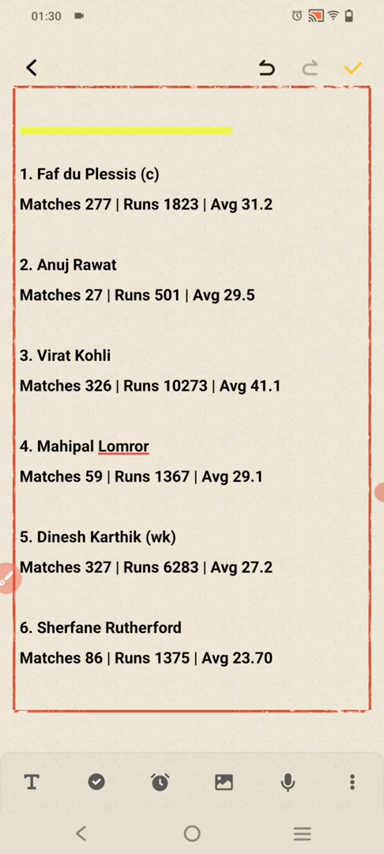 01:30
1. Faf du Plessis (c)
Matches 277 | Runs 1823 | Avg 31.2
2. Anuj Rawat
Matches 27 | Runs 501 | Avg 29.5
3. Virat Kohli
Matches 326 | Runs 10273 | Avg 41.1
4. Mahipal Lomror
Matches 59 | Runs 1367 | Avg 29.1
5. Dinesh Karthik (wk)
Matches 327 | Runs 6283 | Avg 27.2
6. Sherfane Rutherford
Matches 86 | Runs 1375 | Avg 23.70
T